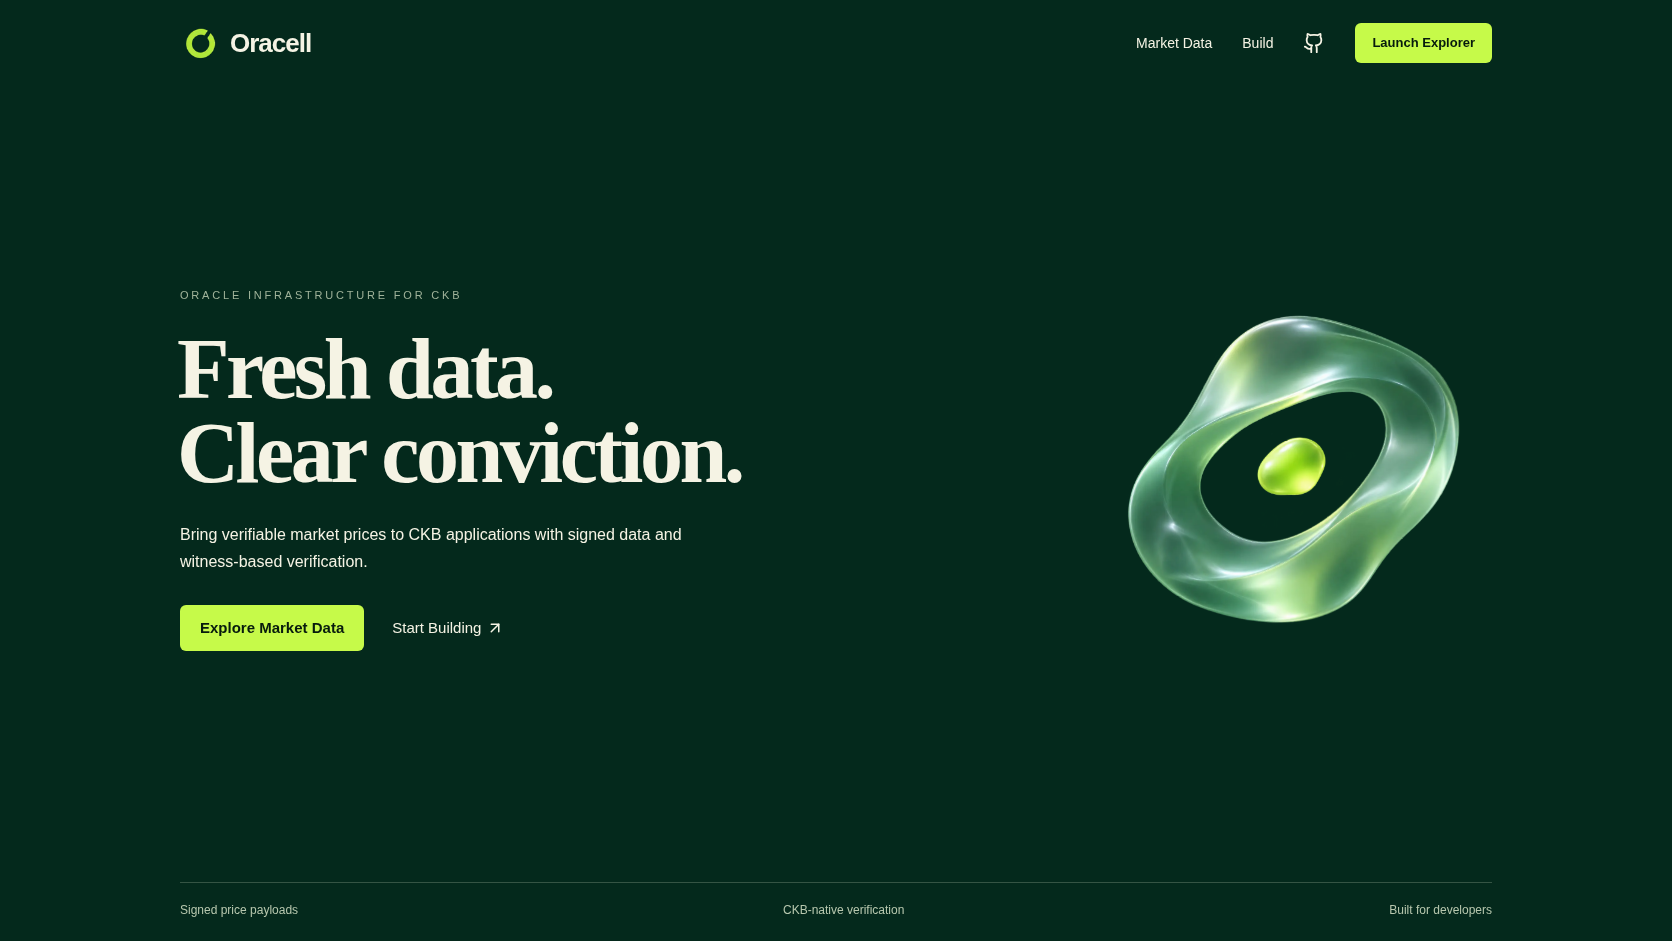 Oracell
Market Data
Build
Launch Explorer
ORACLE INFRASTRUCTURE FOR CKB
Fresh data.
Clear conviction.
Bring verifiable market prices to CKB applications with signed data and
witness-based verification.
Explore Market Data
Start Building
Signed price payloads
CKB-native verification
Built for developers